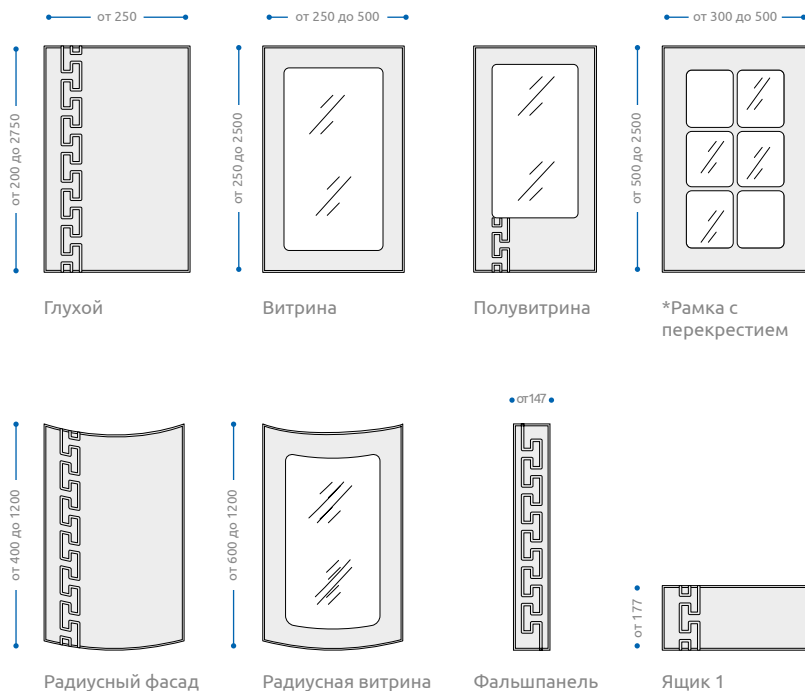 от 250
от 250 до 500
от 300 до 500
от 200 до 2750
от 250 до 2500
от 500 до 2500
Глухой
Витрина
Полувитрина
*Рамка с
перекрестием
от147
от 400 до 1200
от 600 до 1200
от 177
Радиусный фасад
Радиусная витрина
Фальшпанель
Ящик 1